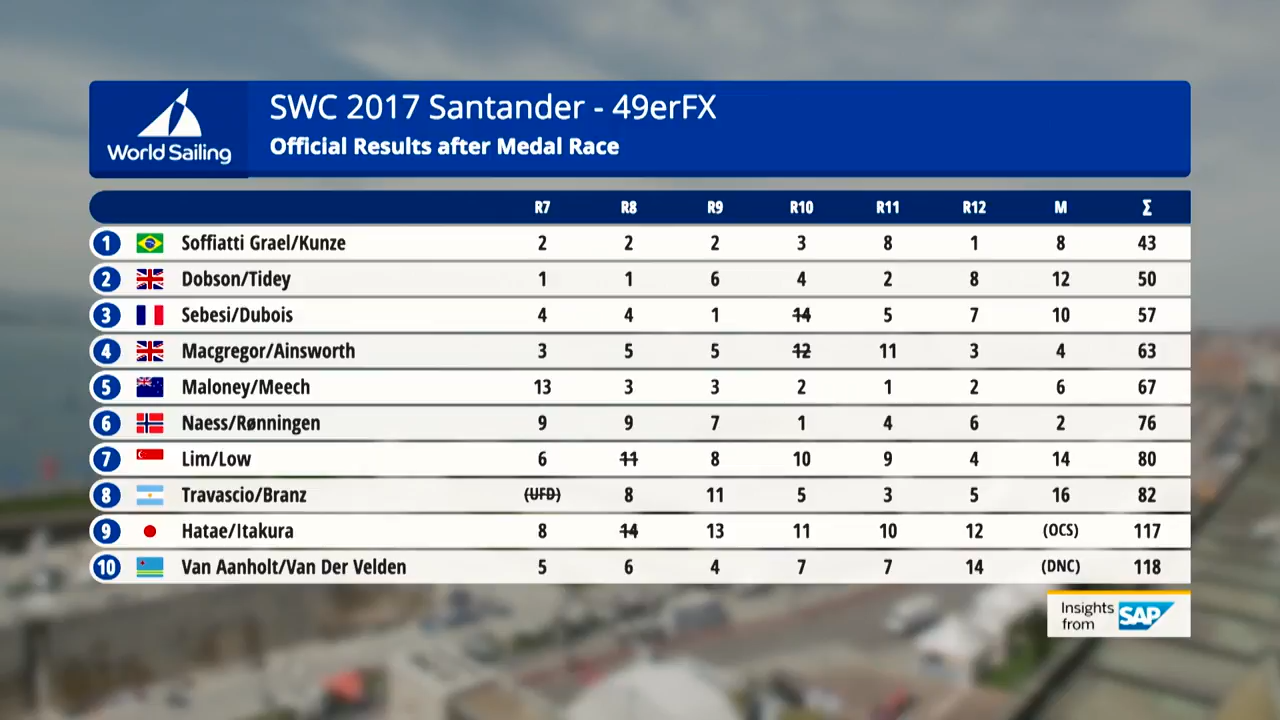 SWC 2017 Santander - 49erFX
World Sailing
Official Results after Medal Race
R7 R8 R9 R10 R11 R12 M Σ
1 Soffiatti Grael/Kunze 2 2 2 3 8 1 8 43
2 Dobson/Tidey 1 1 6 4 2 8 12 50
3 Sebesi/Dubois 4 4 1 14 5 7 10 57
4 Macgregor/Ainsworth 3 5 5 12 11 3 4 63
5 Maloney/Meech 13 3 3 2 1 2 6 67
6 Naess/Rønningen 9 9 7 1 4 6 2 76
7 Lim/Low 6 11 8 10 9 4 14 80
8 Travascio/Branz (UFD) 8 11 5 3 5 16 82
9 Hatae/Itakura 8 14 13 11 10 12 (OCS) 117
10 Van Aanholt/Van Der Velden 5 6 4 7 7 14 (DNC) 118
Insights
from SAP